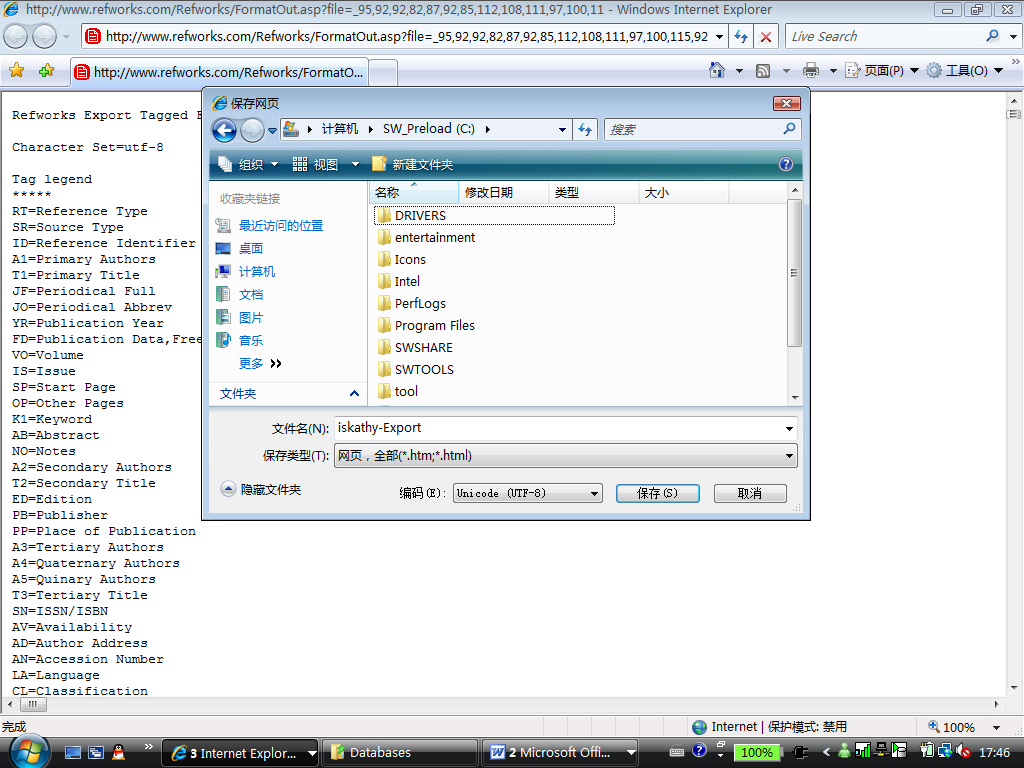 http://www.refworks.com/Refworks/FormatOut.asp?file=_95,92,92,82,87,92,85,112,108,111,97,100,11 - Windows Internet Explorer
http://www.refworks.com/Refworks/FormatOut.asp?file=_95,92,92,82,87,92,85,112,108,111,97,100,115,92
Live Search
http://www.refworks.com/Refworks/FormatO...
页面(P)
工具(O)
Refworks Export Tagged
Character Set=utf-8
Tag legend
*****
RT=Reference Type
SR=Source Type
ID=Reference Identifier
A1=Primary Authors
T1=Primary Title
JF=Periodical Full
JO=Periodical Abbrev
YR=Publication Year
FD=Publication Data,Free
VO=Volume
IS=Issue
SP=Start Page
OP=Other Pages
K1=Keyword
AB=Abstract
NO=Notes
A2=Secondary Authors
T2=Secondary Title
ED=Edition
PB=Publisher
PP=Place of Publication
A3=Tertiary Authors
A4=Quaternary Authors
A5=Quinary Authors
T3=Tertiary Title
SN=ISSN/ISBN
AV=Availability
AD=Author Address
AN=Accession Number
LA=Language
CL=Classification
保存网页
计算机 SW_Preload (C:)
搜索
组织 视图 新建文件夹
收藏夹链接
最近访问的位置
桌面
计算机
文档
图片
音乐
更多 >>
文件夹
名称 修改日期 类型 大小
DRIVERS
entertainment
Icons
Intel
PerfLogs
Program Files
SWSHARE
SWTOOLS
tool
文件名(N): iskathy-Export
保存类型(T): 网页，全部(*.htm;*.html)
隐藏文件夹
编码(E): Unicode (UTF-8)
保存(S) 取消
完成
Internet | 保护模式: 禁用
100%
3 Internet Explor...
Databases
2 Microsoft Offi...
100%
17:46